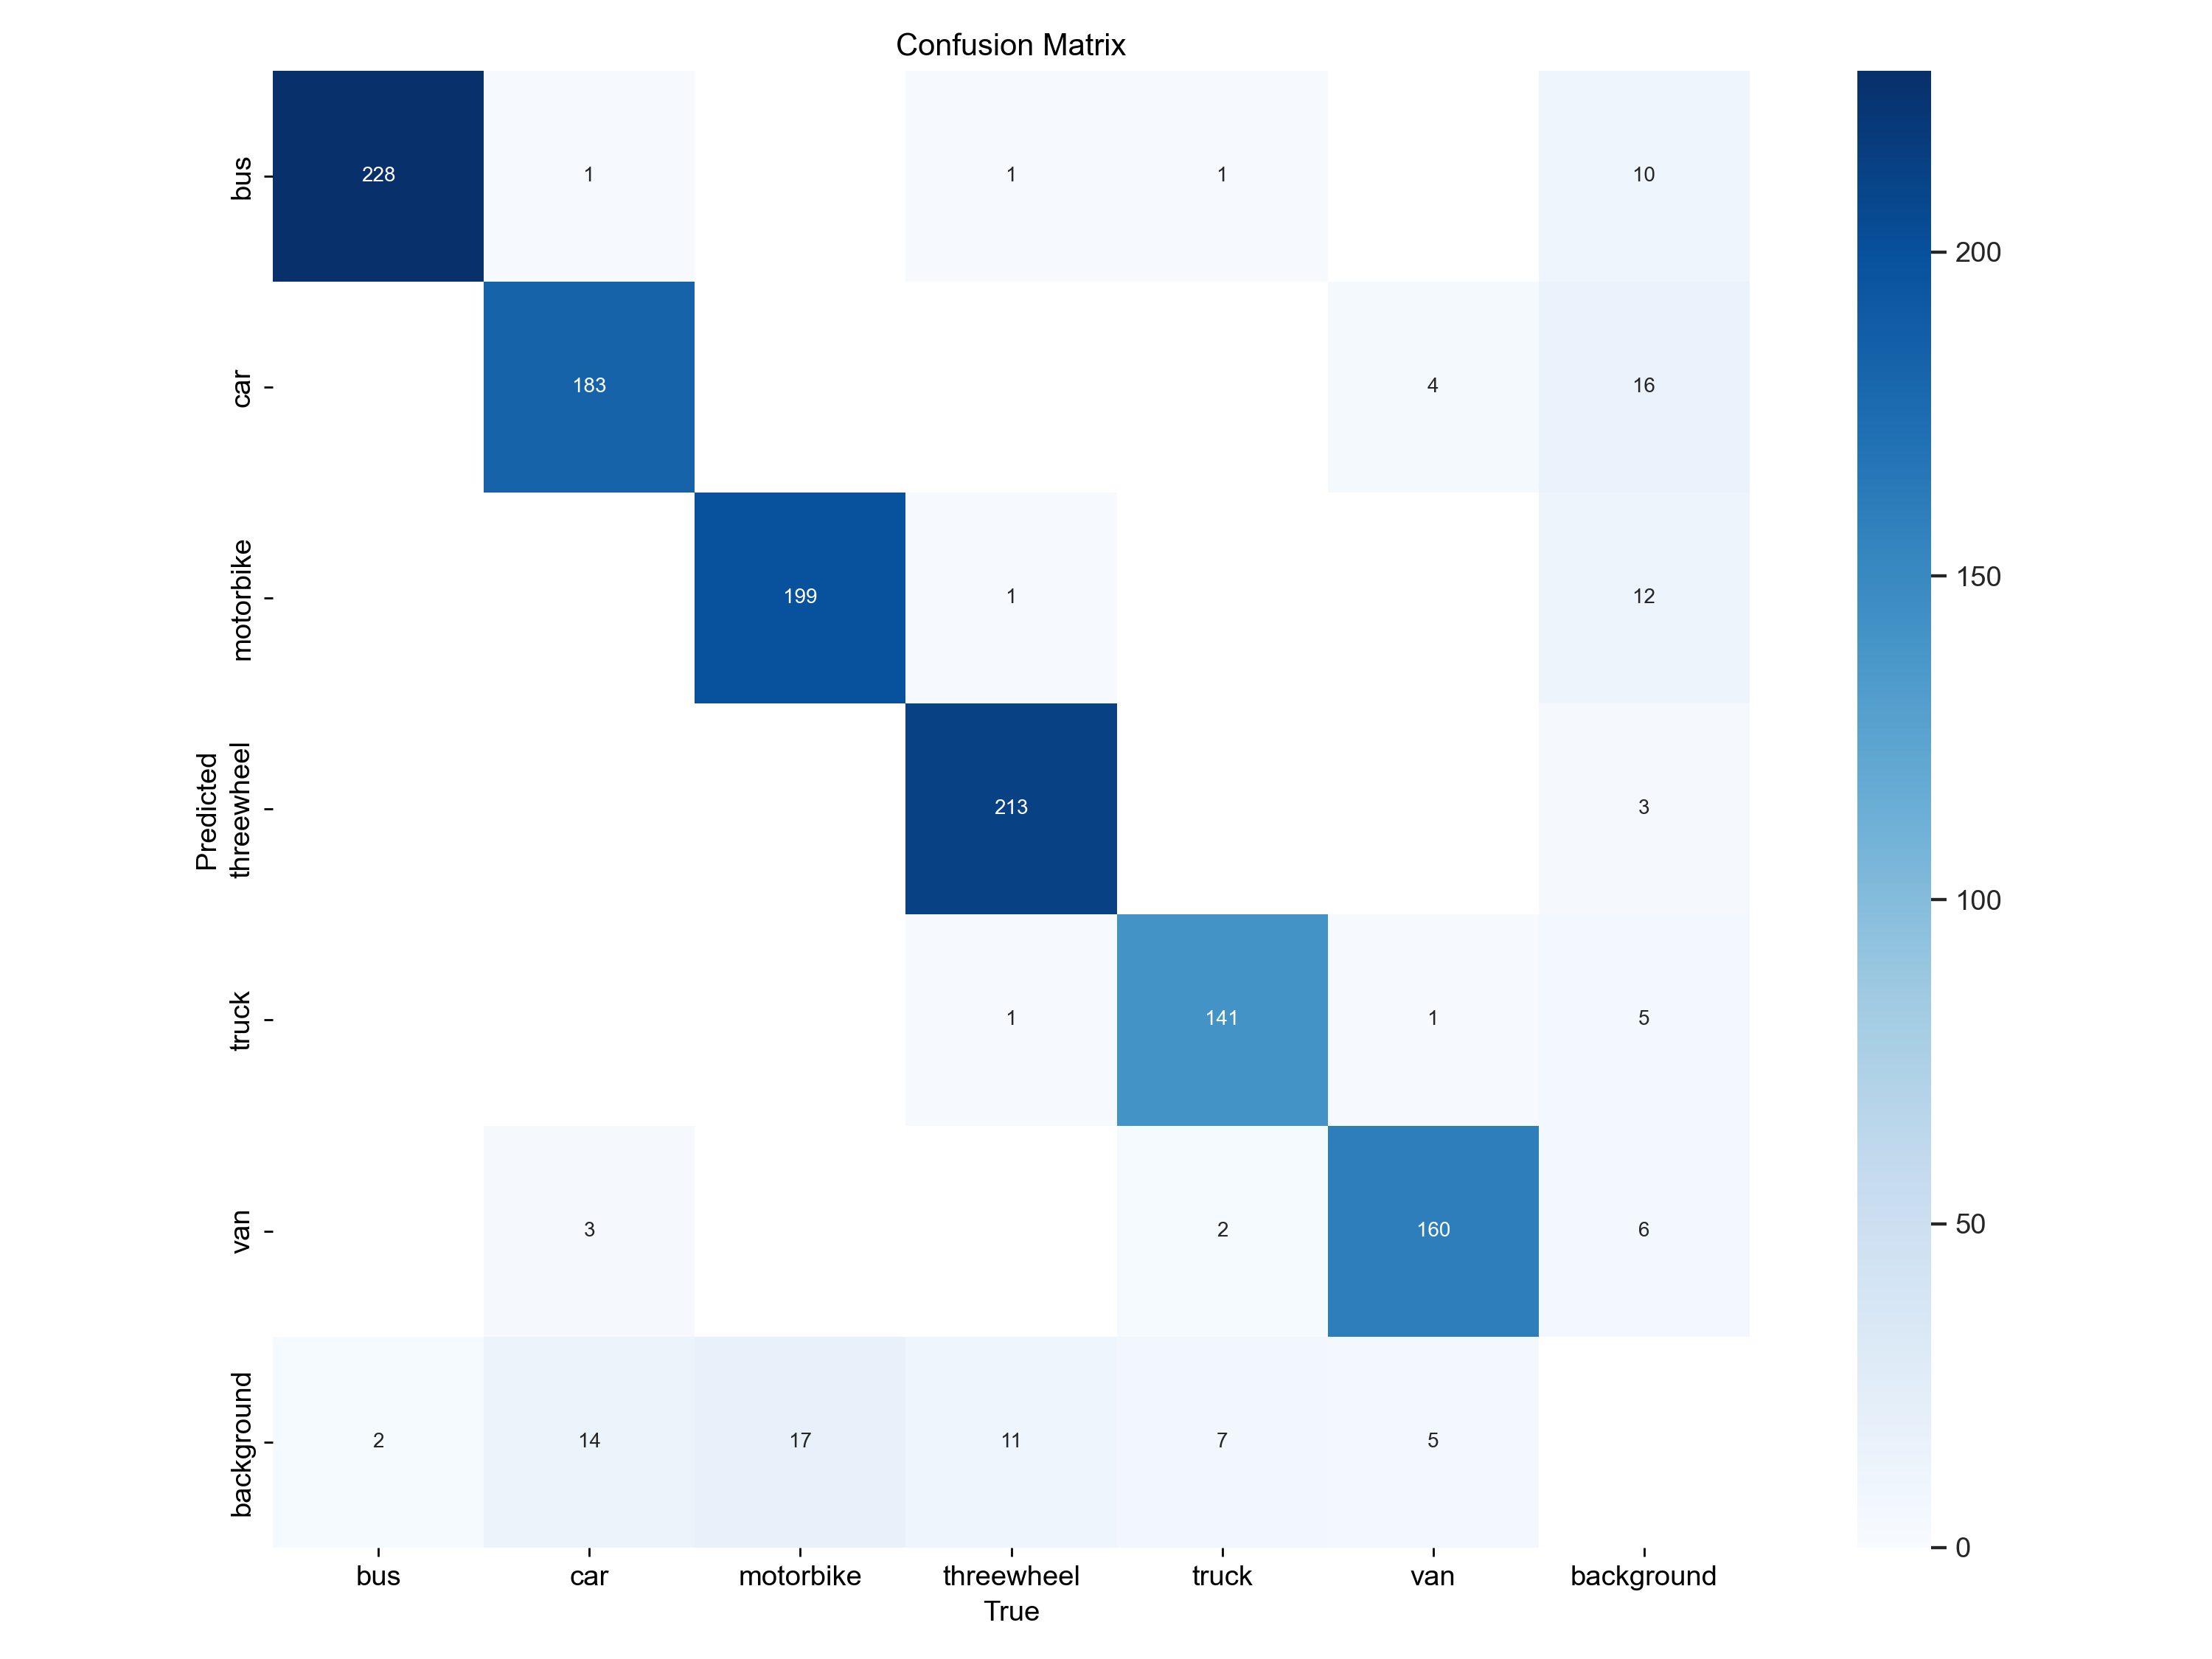 Confusion Matrix
bus
228
1
1
1
10
200
car
183
4
16
motorbike
199
1
12
150
Predicted
threewheel
213
3
100
truck
1
141
1
5
van
3
2
160
6
50
background
2
14
17
11
7
5
0
bus
car
motorbike
threewheel
truck
van
background
True